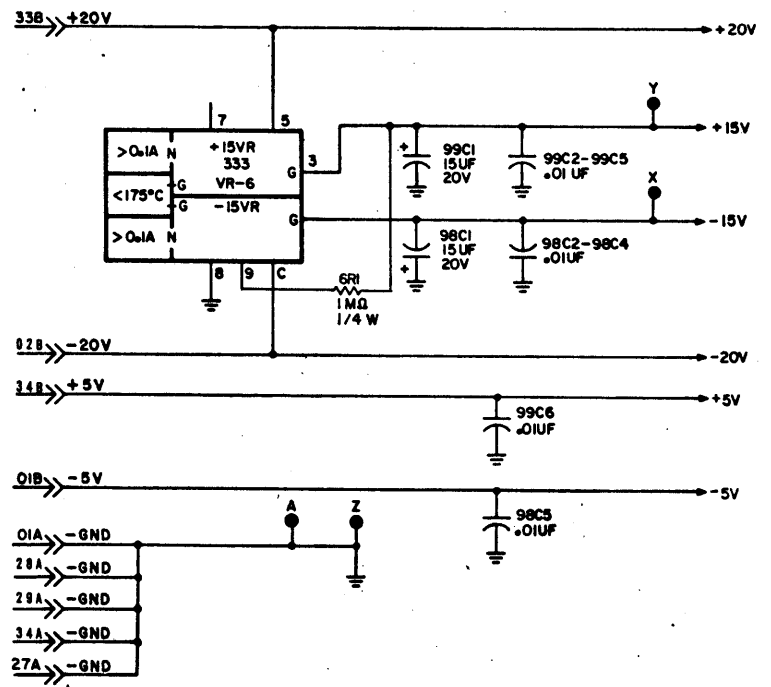 33B +20V +20V
Y
7 5
>0.1A N +15VR +15V
333 3 + 99C1 99C2-99C5
VR-6 G 15UF .01UF
20V X
<175°C G
G -15VR G -15V
>0.1A N 98C1 98C2-98C4
15UF .01UF
8 9 C + 20V
6R1
1MΩ
1/4 W
02B -20V -20V
34B +5V +5V
99C6
.01UF
01B -5V -5V
A Z 98C5
.01UF
01A -GND
28A -GND
29A -GND
34A -GND
27A -GND